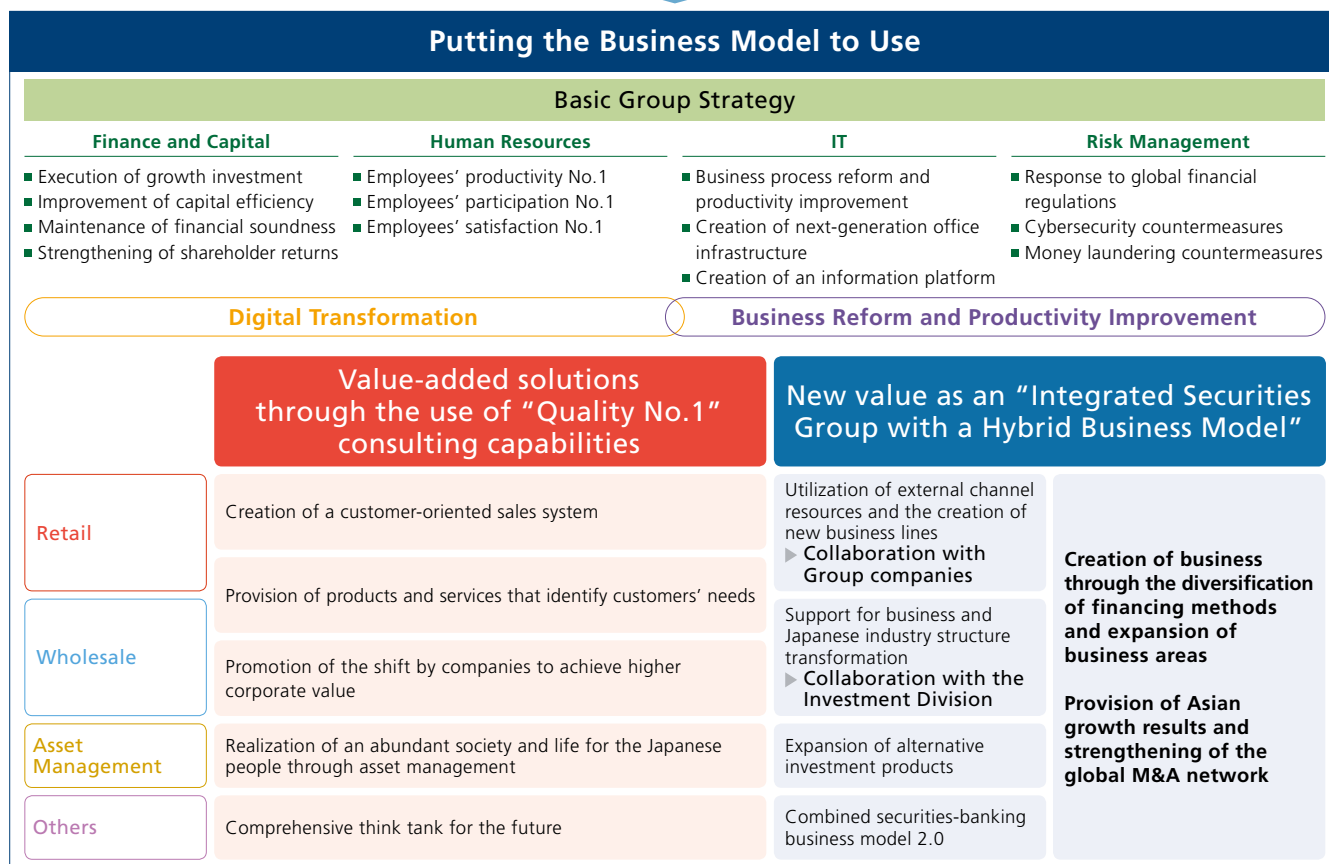 Putting the Business Model to Use
Basic Group Strategy
Finance and Capital
■ Execution of growth investment
■ Improvement of capital efficiency
■ Maintenance of financial soundness
■ Strengthening of shareholder returns
Human Resources
■ Employees’ productivity No.1
■ Employees’ participation No.1
■ Employees’ satisfaction No.1
IT
■ Business process reform and
productivity improvement
■ Creation of next-generation office
infrastructure
■ Creation of an information platform
Risk Management
■ Response to global financial
regulations
■ Cybersecurity countermeasures
■ Money laundering countermeasures
Digital Transformation
Business Reform and Productivity Improvement
Value-added solutions
through the use of “Quality No.1”
consulting capabilities
New value as an “Integrated Securities
Group with a Hybrid Business Model”
Retail
Wholesale
Asset
Management
Others
Creation of a customer-oriented sales system
Provision of products and services that identify customers’ needs
Promotion of the shift by companies to achieve higher
corporate value
Realization of an abundant society and life for the Japanese
people through asset management
Comprehensive think tank for the future
Utilization of external channel
resources and the creation of
new business lines
▶ Collaboration with
Group companies
Support for business and
Japanese industry structure
transformation
▶ Collaboration with the
Investment Division
Expansion of alternative
investment products
Combined securities-banking
business model 2.0
Creation of business
through the diversification
of financing methods
and expansion of
business areas
Provision of Asian
growth results and
strengthening of the
global M&A network